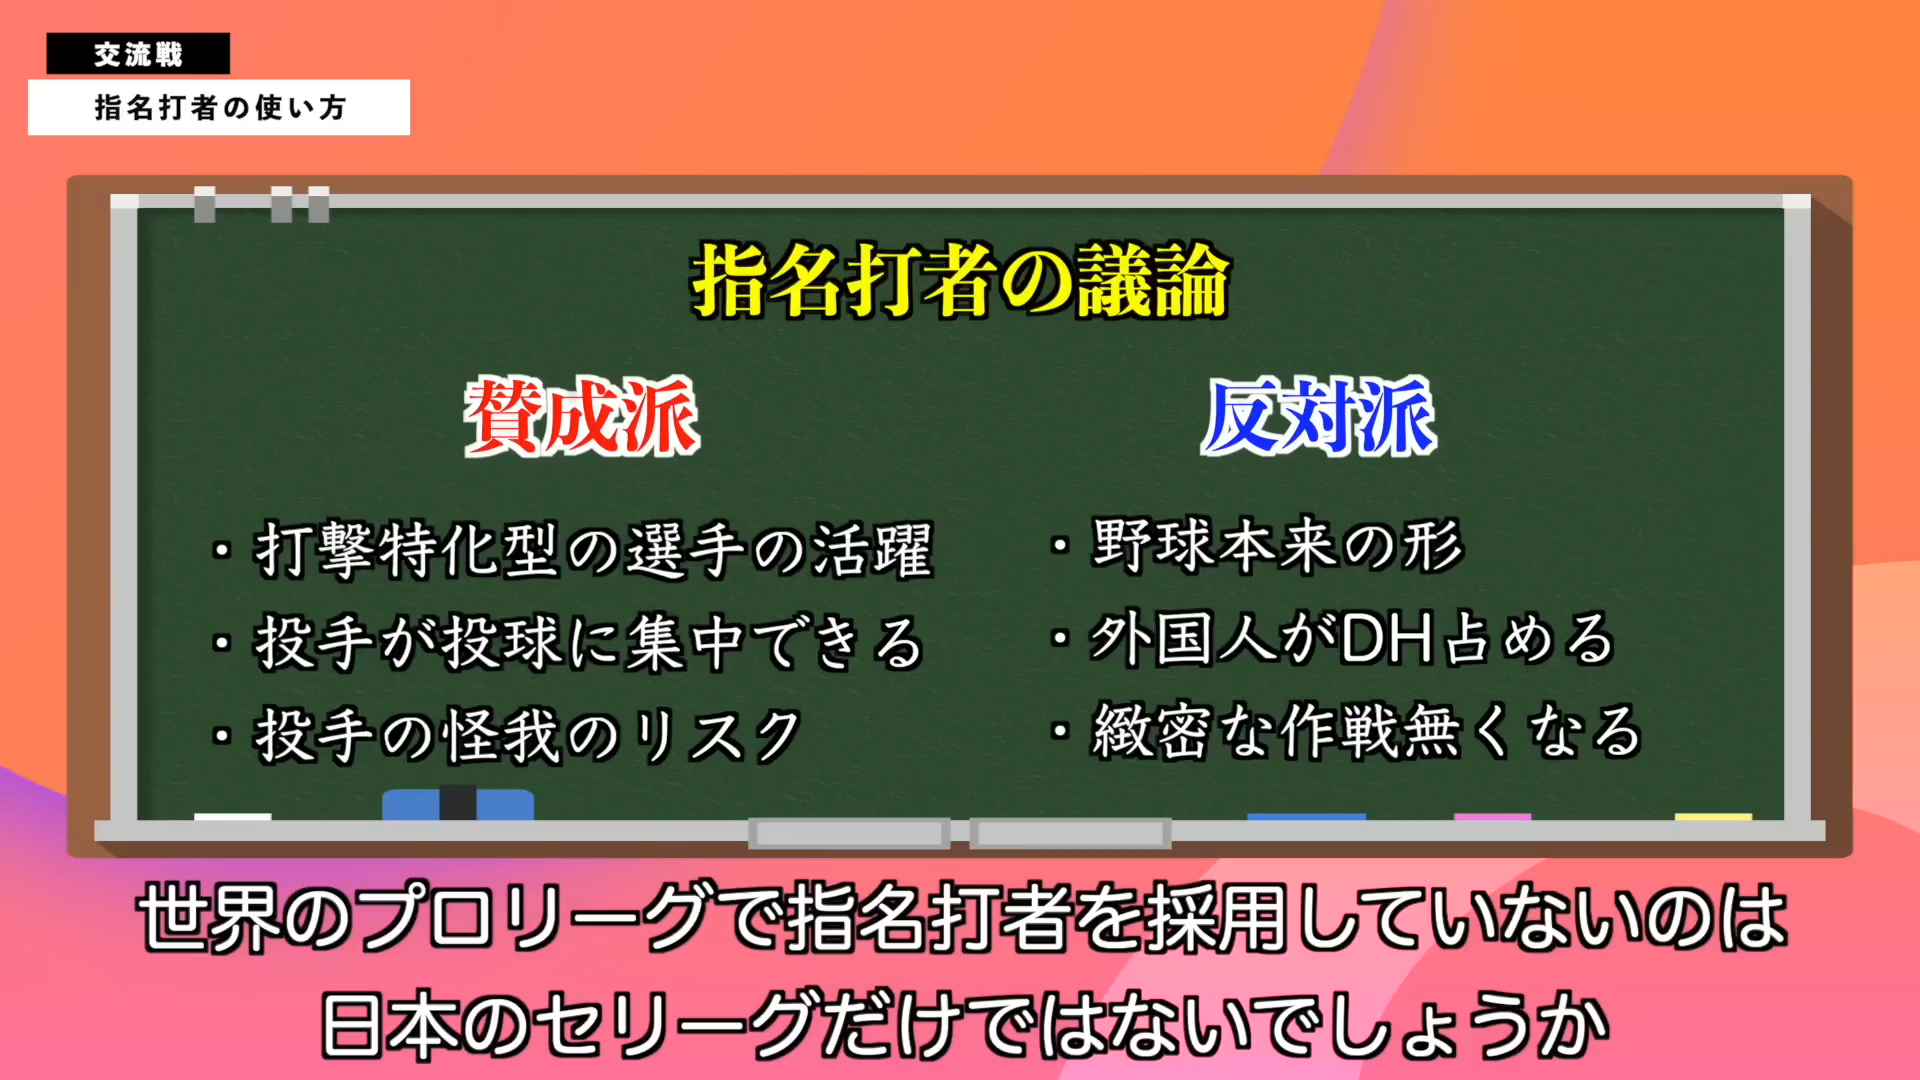 交流戦
指名打者の使い方
指名打者の議論
賛成派
・打撃特化型の選手の活躍
・投手が投球に集中できる
・投手の怪我のリスク
反対派
・野球本来の形
・外国人がDH占める
・緻密な作戦無くなる
世界のプロリーグで指名打者を採用していないのは
日本のセリーグだけではないでしょうか